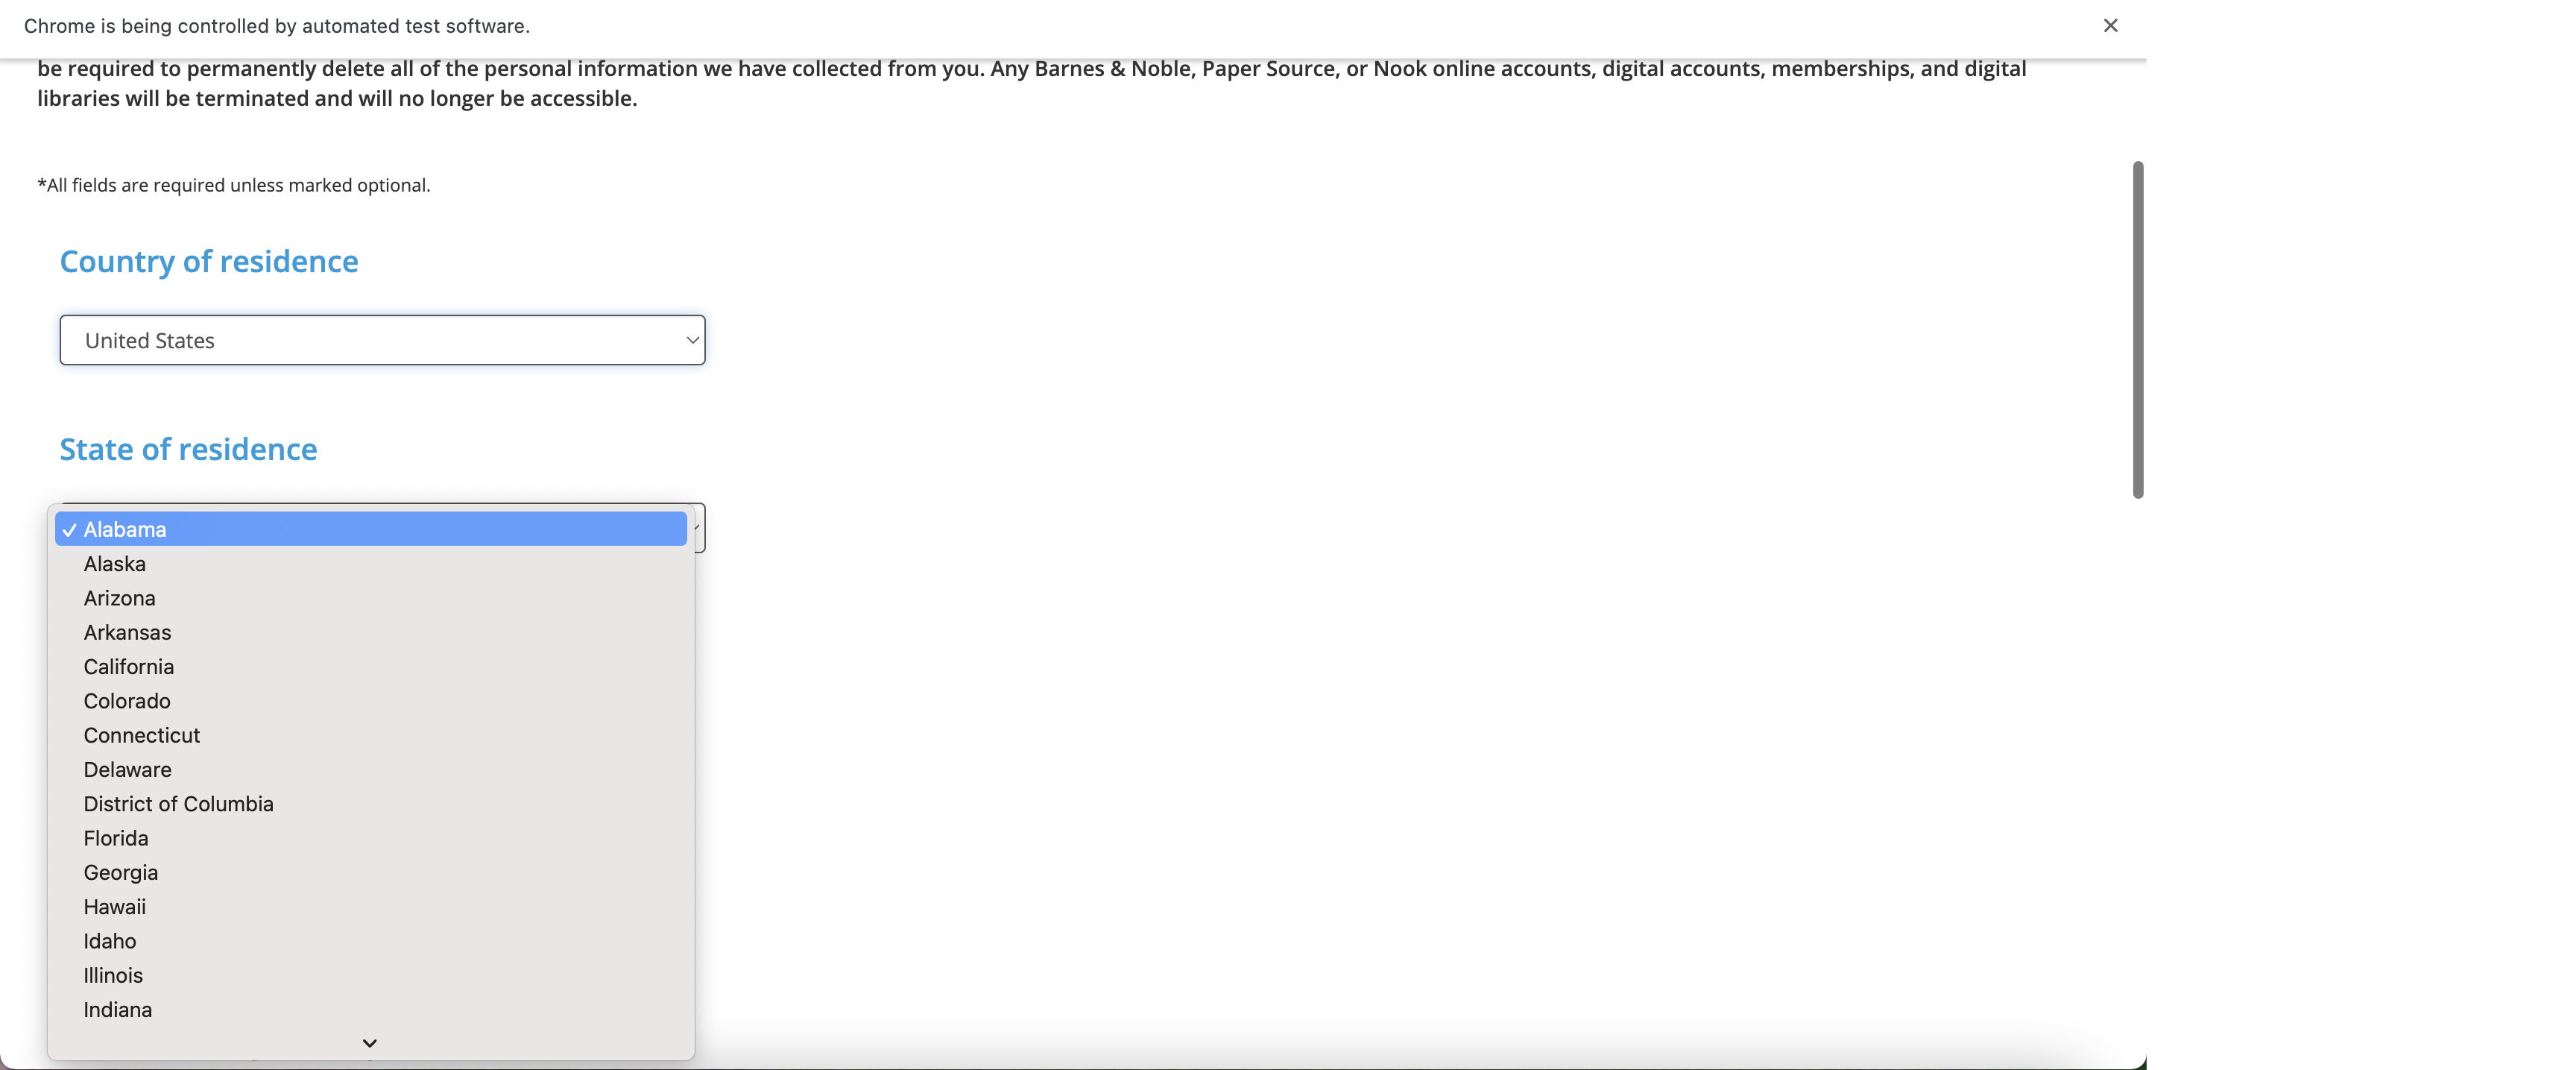 Chrome is being controlled by automated test software.
be required to permanently delete all of the personal information we have collected from you. Any Barnes & Noble, Paper Source, or Nook online accounts, digital accounts, memberships, and digital
libraries will be terminated and will no longer be accessible.
*All fields are required unless marked optional.
Country of residence
United States
State of residence
Alabama
Alaska
Arizona
Arkansas
California
Colorado
Connecticut
Delaware
District of Columbia
Florida
Georgia
Hawaii
Idaho
Illinois
Indiana